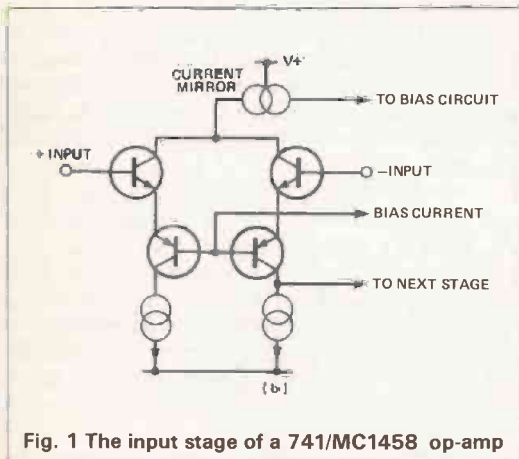 V+
CURRENT
MIRROR
TO BIAS CIRCUIT
+ INPUT
-INPUT
BIAS CURRENT
TO NEXT STAGE
(b)
Fig. 1 The input stage of a 741/MC1458 op-amp